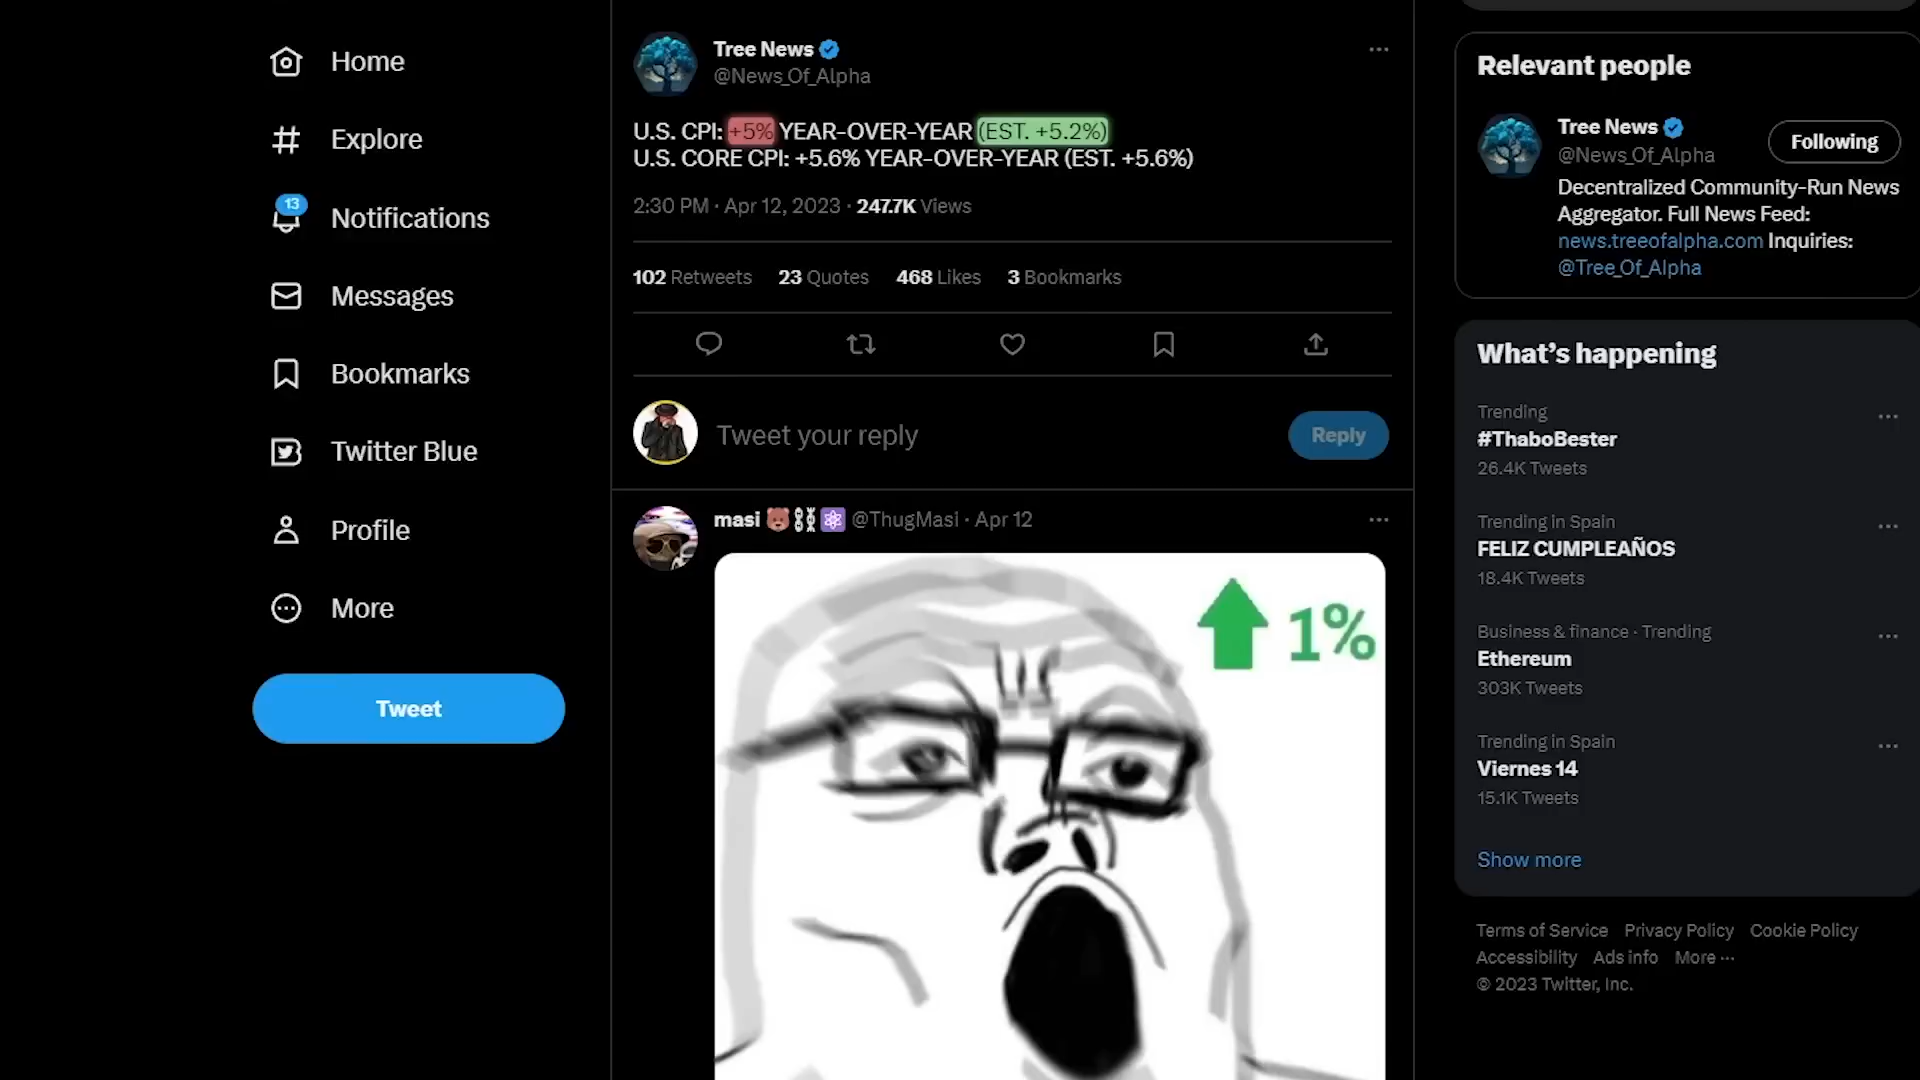 Home
Explore
13
Notifications
Messages
Bookmarks
Twitter Blue
Profile
More
Tweet
Tree News
@News_Of_Alpha
U.S. CPI: +5% YEAR-OVER-YEAR (EST. +5.2%)
U.S. CORE CPI: +5.6% YEAR-OVER-YEAR (EST. +5.6%)
2:30 PM · Apr 12, 2023 · 247.7K Views
102 Retweets 23 Quotes 468 Likes 3 Bookmarks
Tweet your reply
Reply
masi 🐻⛓️⚛️ @ThugMasi · Apr 12
1%
Relevant people
Tree News
@News_Of_Alpha
Following
Decentralized Community-Run News
Aggregator. Full News Feed:
news.treeofalpha.com Inquiries:
@Tree_Of_Alpha
What's happening
Trending
#ThaboBester
26.4K Tweets
Trending in Spain
FELIZ CUMPLEAÑOS
18.4K Tweets
Business & finance · Trending
Ethereum
303K Tweets
Trending in Spain
Viernes 14
15.1K Tweets
Show more
Terms of Service Privacy Policy Cookie Policy
Accessibility Ads info More ···
© 2023 Twitter, Inc.